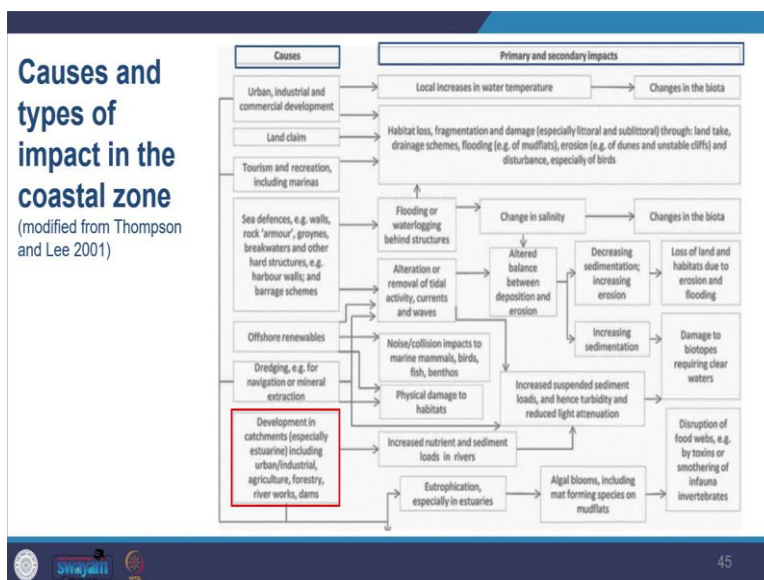 Causes and
types of
impact in the
coastal zone
(modified from Thompson
and Lee 2001)
Causes
Primary and secondary impacts
Urban, industrial and
commercial development
Local increases in water temperature
Changes in the biota
Land claim
Habitat loss, fragmentation and damage (especially littoral and sublittoral) through: land take,
drainage schemes, flooding (e.g. of mudflats), erosion (e.g. of dunes and unstable cliffs) and
disturbance, especially of birds
Tourism and recreation,
including marinas
Sea defences, e.g. walls,
rock 'armour', groynes,
breakwaters and other
hard structures, e.g.
harbour walls; and
barrage schemes
Flooding or
waterlogging
behind structures
Change in salinity
Changes in the biota
Alteration or
removal of tidal
activity, currents
and waves
Altered
balance
between
deposition and
erosion
Decreasing
sedimentation;
increasing
erosion
Loss of land and
habitats due to
erosion and
flooding
Increasing
sedimentation
Damage to
biotopes
requiring clear
waters
Offshore renewables
Noise/collision impacts to
marine mammals, birds,
fish, benthos
Dredging, e.g. for
navigation or mineral
extraction
Physical damage to
habitats
Increased suspended sediment
loads, and hence turbidity and
reduced light attenuation
Development in
catchments (especially
estuarine) including
urban/industrial,
agriculture, forestry,
river works, dams
Increased nutrient and sediment
loads in rivers
Disruption of
food webs, e.g.
by toxins or
smothering of
infauna
invertebrates
Eutrophication,
especially in estuaries
Algal blooms, including
mat forming species on
mudflats
swayam
45